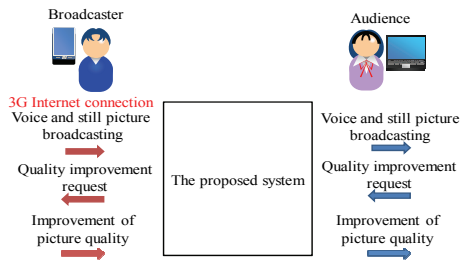 Broadcaster
Audience
3G Internet connection
Voice and still picture
broadcasting
Quality improvement
request
Improvement of
picture quality
The proposed system
Voice and still picture
broadcasting
Quality improvement
request
Improvement of
picture quality